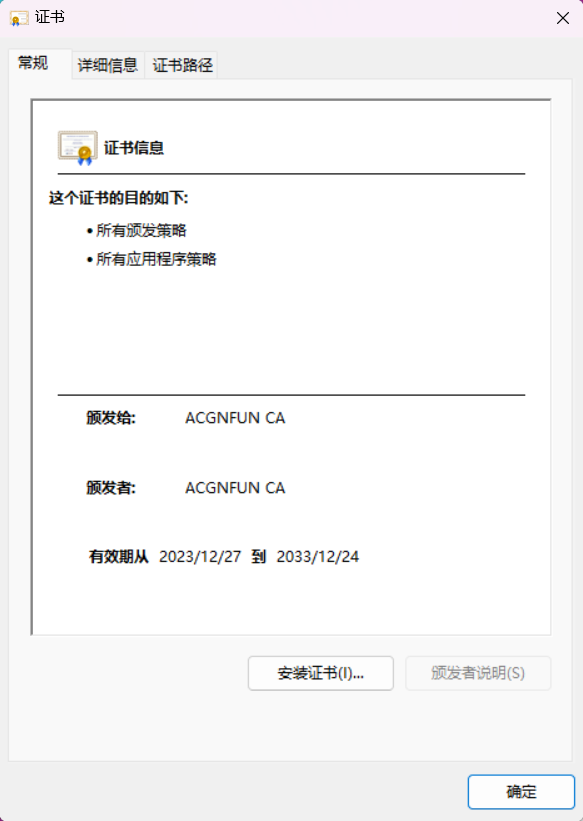 证书
常规 详细信息 证书路径
证书信息
这个证书的目的如下:
• 所有颁发策略
• 所有应用程序策略
颁发给: ACGNFUN CA
颁发者: ACGNFUN CA
有效期从 2023/12/27 到 2033/12/24
安装证书(I)... 颁发者说明(S)
确定